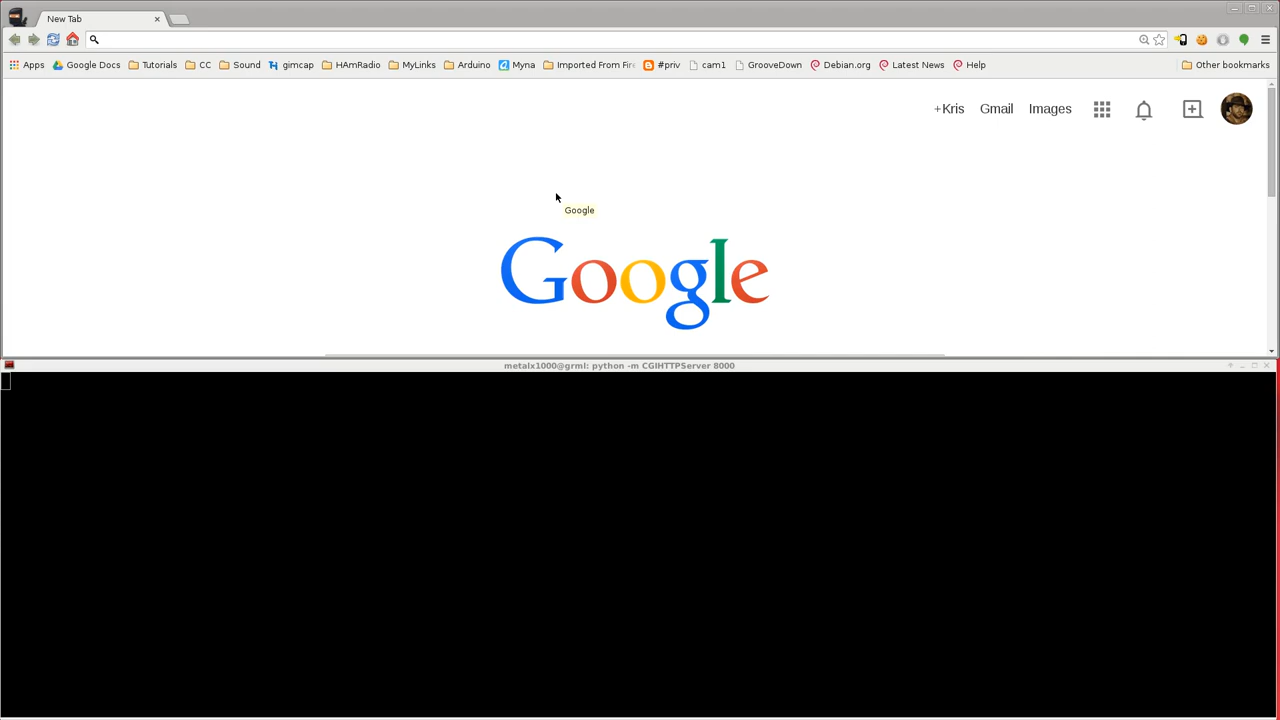 New Tab
Apps Google Docs Tutorials CC Sound gimcap HAmRadio MyLinks Arduino Myna Imported From Fir #priv cam1 GrooveDown Debian.org Latest News Help Other bookmarks
+Kris Gmail Images
Google
Google
metalx1000@grml: python -m CGIHTTPServer 8000